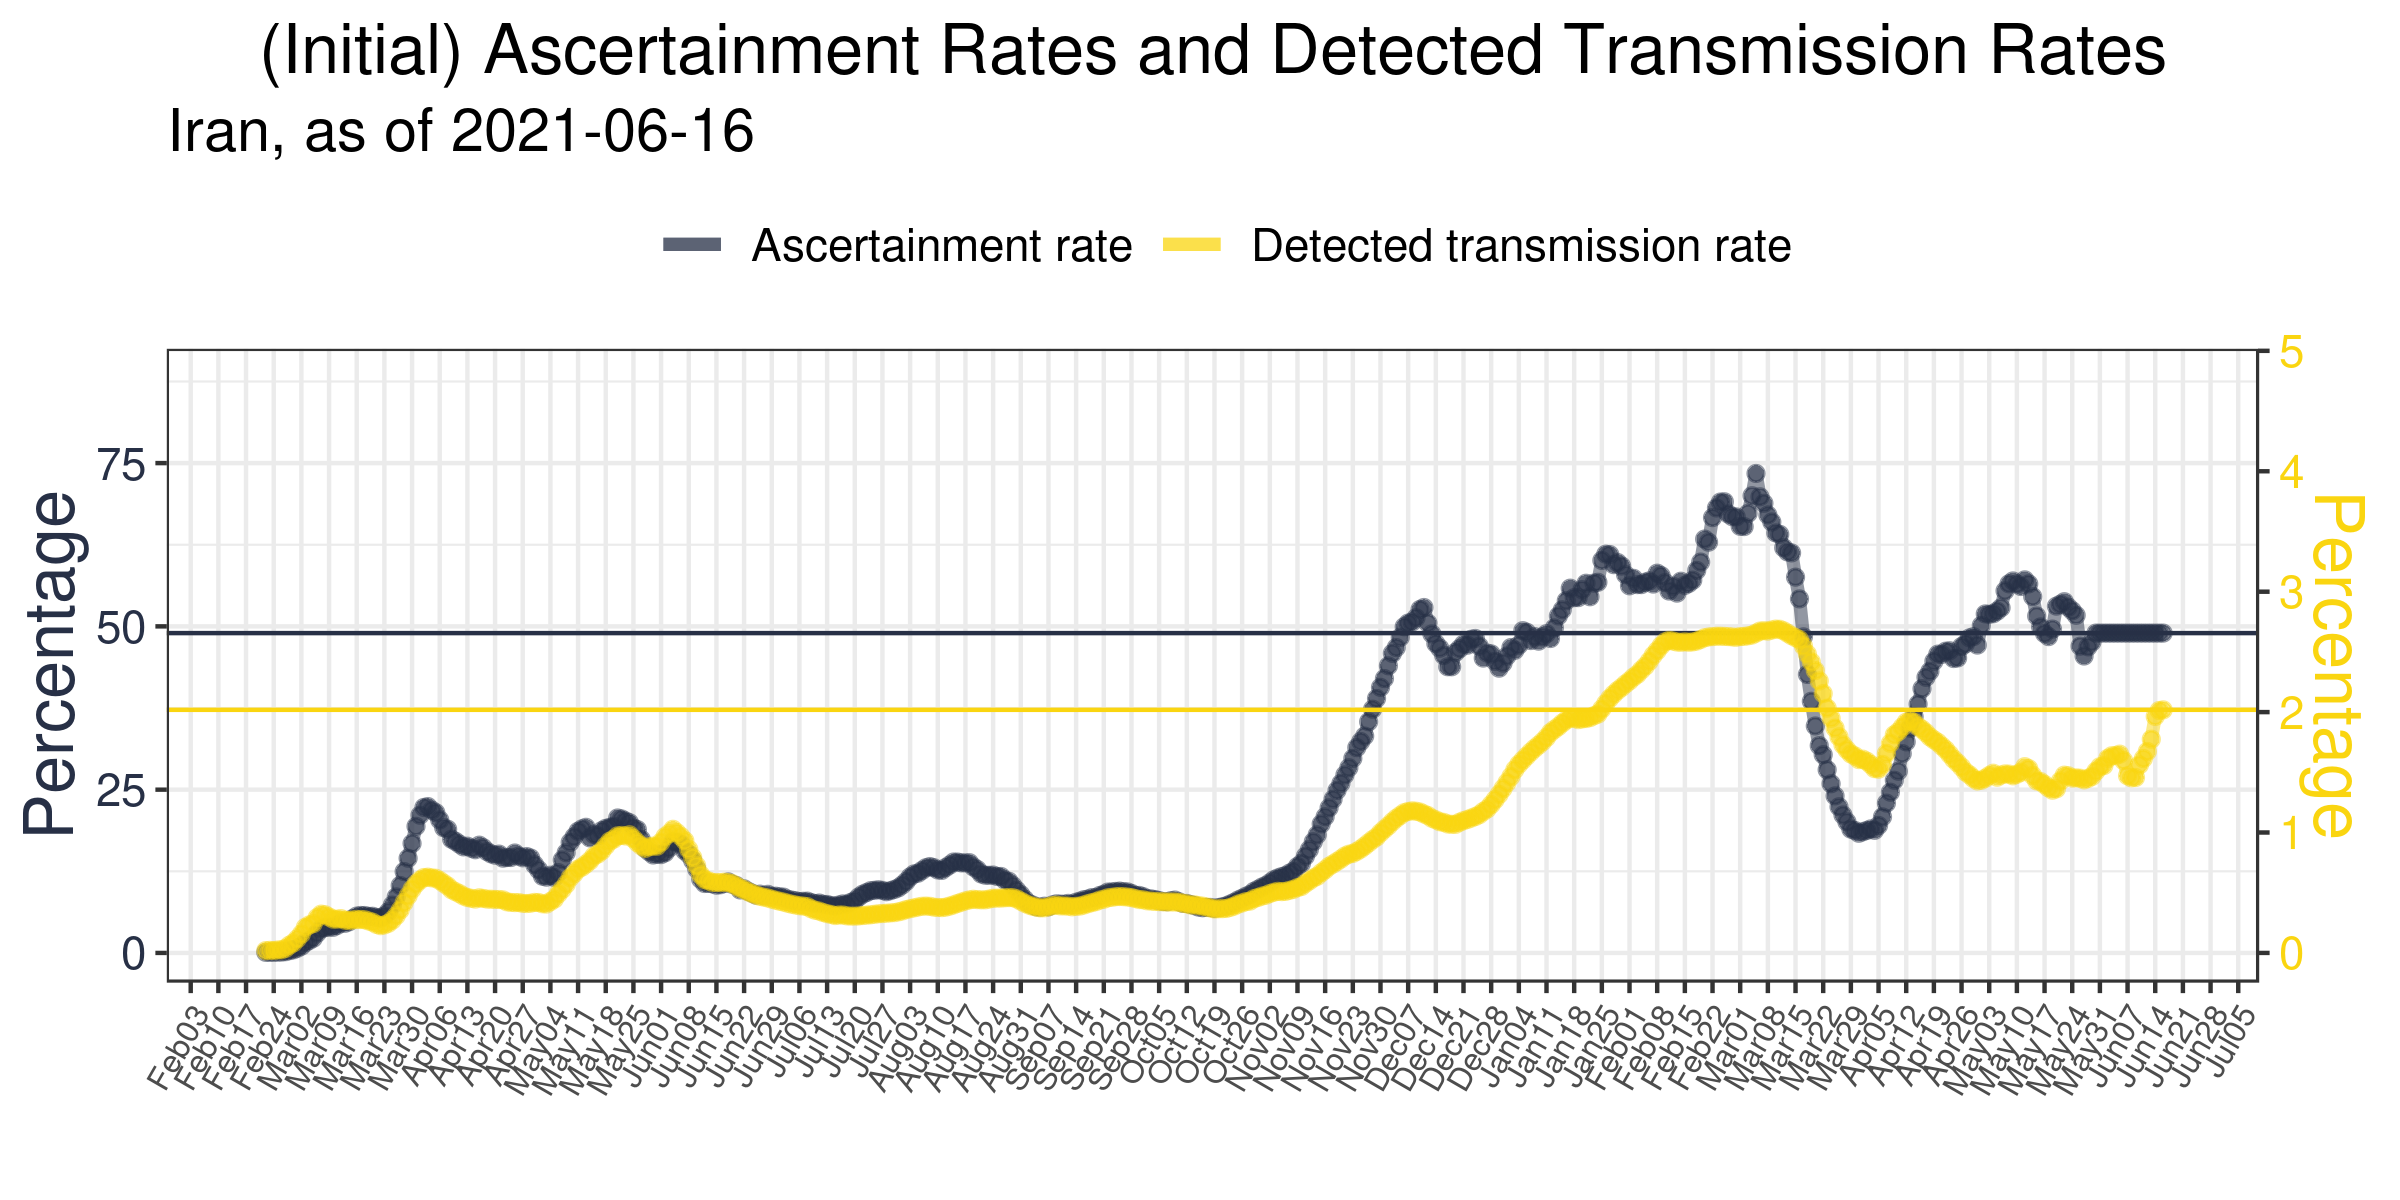 (Initial) Ascertainment Rates and Detected Transmission Rates
Iran, as of 2021-06-16
Ascertainment rate
Detected transmission rate
Percentage
75
50
25
0
5
4
3
2
1
0
Percentage
Feb03
Feb10
Feb17
Feb24
Mar02
Mar09
Mar16
Mar23
Mar30
Apr06
Apr13
Apr20
Apr27
May04
May11
May18
May25
Jun01
Jun08
Jun15
Jun22
Jun29
Jul06
Jul13
Jul20
Jul27
Aug03
Aug10
Aug17
Aug24
Aug31
Sep07
Sep14
Sep21
Sep28
Oct05
Oct12
Oct19
Oct26
Nov02
Nov09
Nov16
Nov23
Nov30
Dec07
Dec14
Dec21
Dec28
Jan04
Jan11
Jan18
Jan25
Feb01
Feb08
Feb15
Feb22
Mar01
Mar08
Mar15
Mar22
Mar29
Apr05
Apr12
Apr19
Apr26
May03
May10
May17
May24
May31
Jun07
Jun14
Jun21
Jun28
Jul05